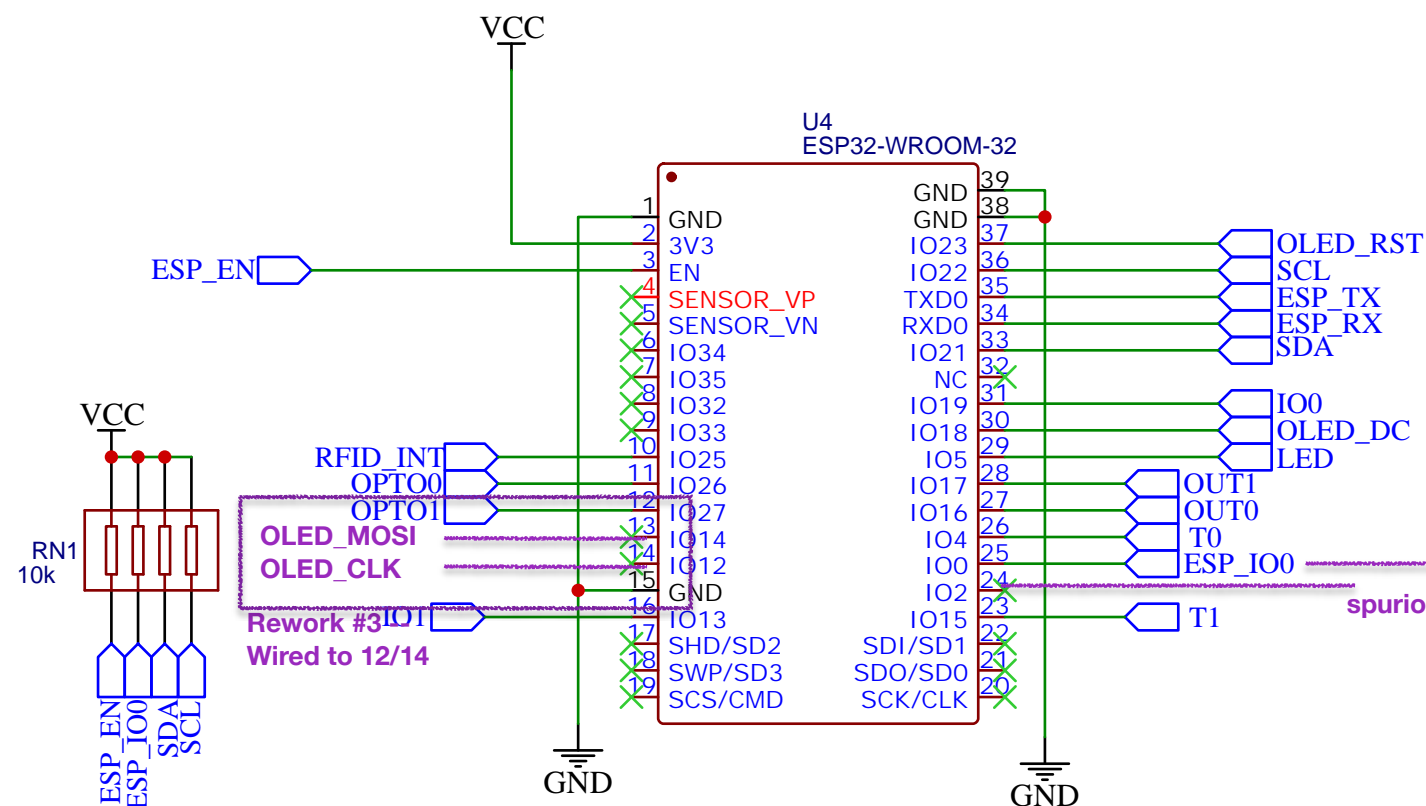 VCC
U4
ESP32-WROOM-32
39
GND
38
GND
1
GND
37
IO23
OLED_RST
2
3V3
36
IO22
SCL
ESP_EN
3
EN
35
TXD0
ESP_TX
4
SENSOR_VP
34
RXD0
ESP_RX
5
SENSOR_VN
33
IO21
SDA
6
IO34
32
NC
7
IO35
31
IO19
IO0
8
IO32
30
IO18
OLED_DC
9
IO33
29
IO5
LED
RFID_INT
10
IO25
28
IO17
OUT1
OPTO0
11
IO26
27
IO16
OUT0
OPTO1
12
IO27
26
IO4
T0
OLED_MOSI
13
IO14
25
IO0
ESP_IO0
OLED_CLK
14
IO12
24
IO2
spurio
15
GND
23
IO15
T1
IO1
16
IO13
22
SDI/SD1
Rework #3 --
Wired to 12/14
17
SHD/SD2
21
SDO/SD0
18
SWP/SD3
20
SCK/CLK
19
SCS/CMD
GND
GND
VCC
RN1
10k
ESP_EN
ESP_IO0
SDA
SCL